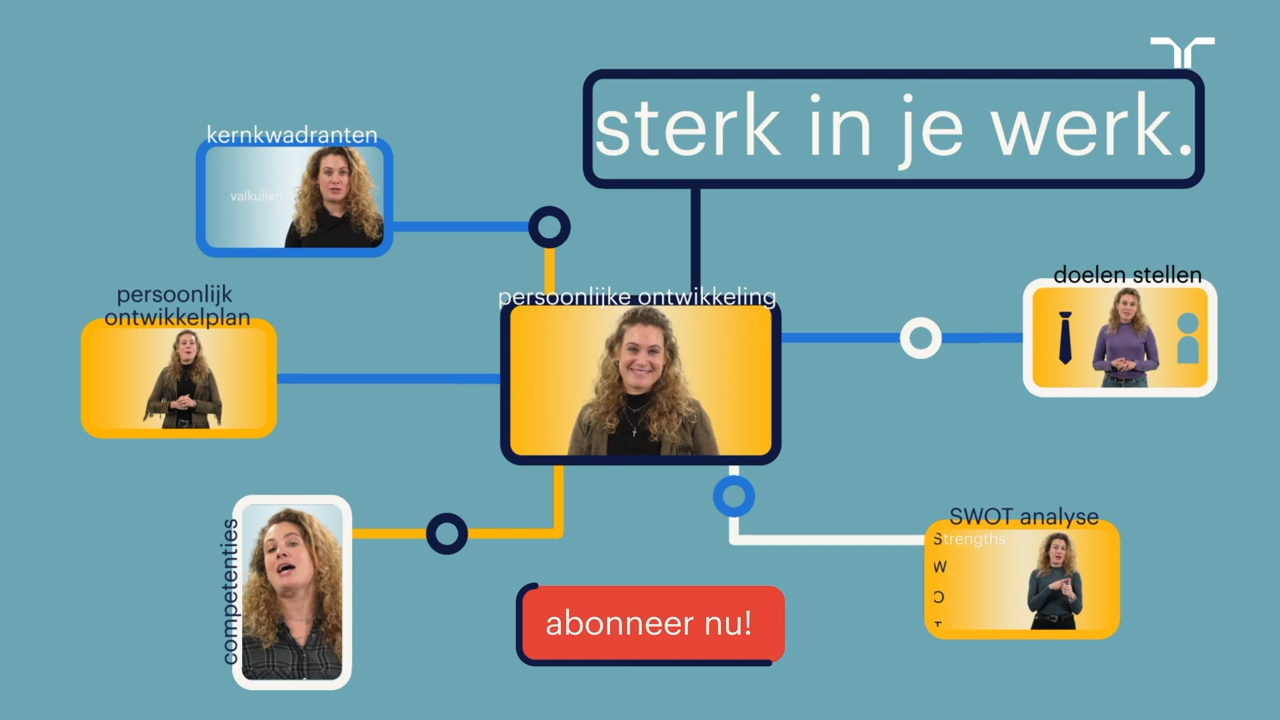 sterk in je werk.
kernkwadranten
valkuilen
persoonlijke ontwikkeling
doelen stellen
persoonlijk
ontwikkelplan
competenties
SWOT analyse
Strengths
W
O
T
abonneer nu!